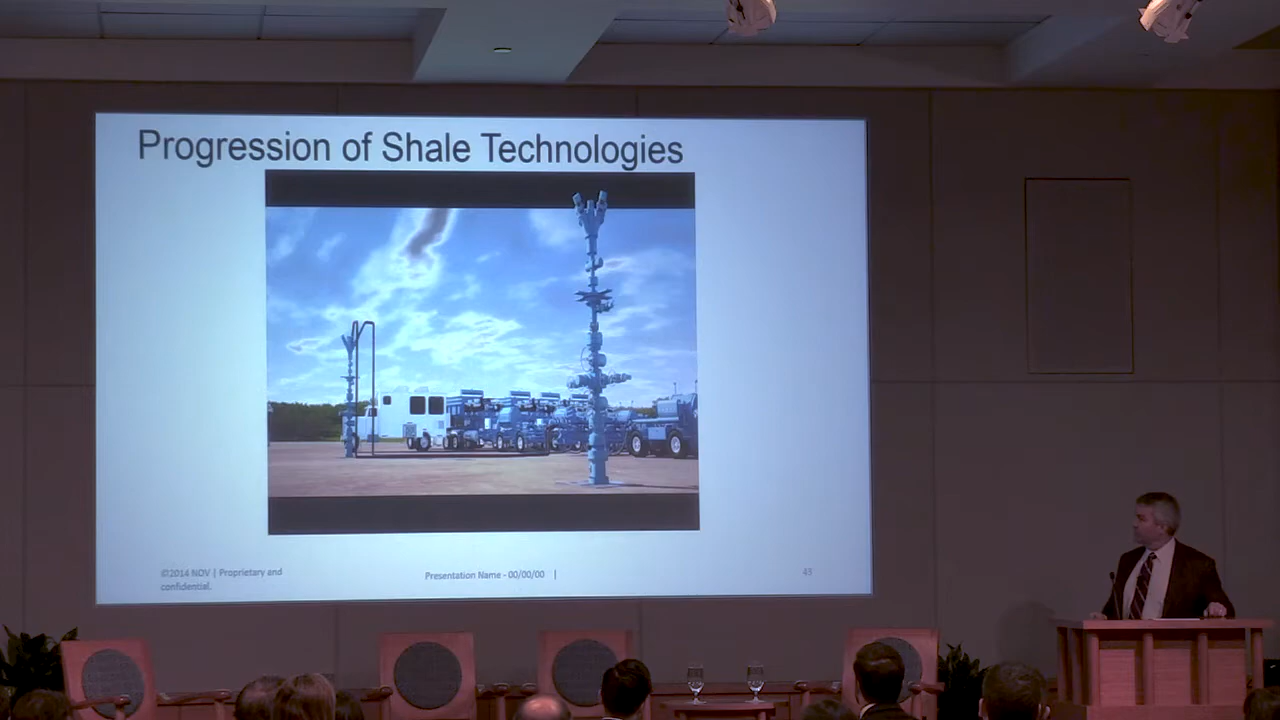 Progression of Shale Technologies
©2014 NOV | Proprietary and
confidential.
Presentation Name - 00/00/00 |
43